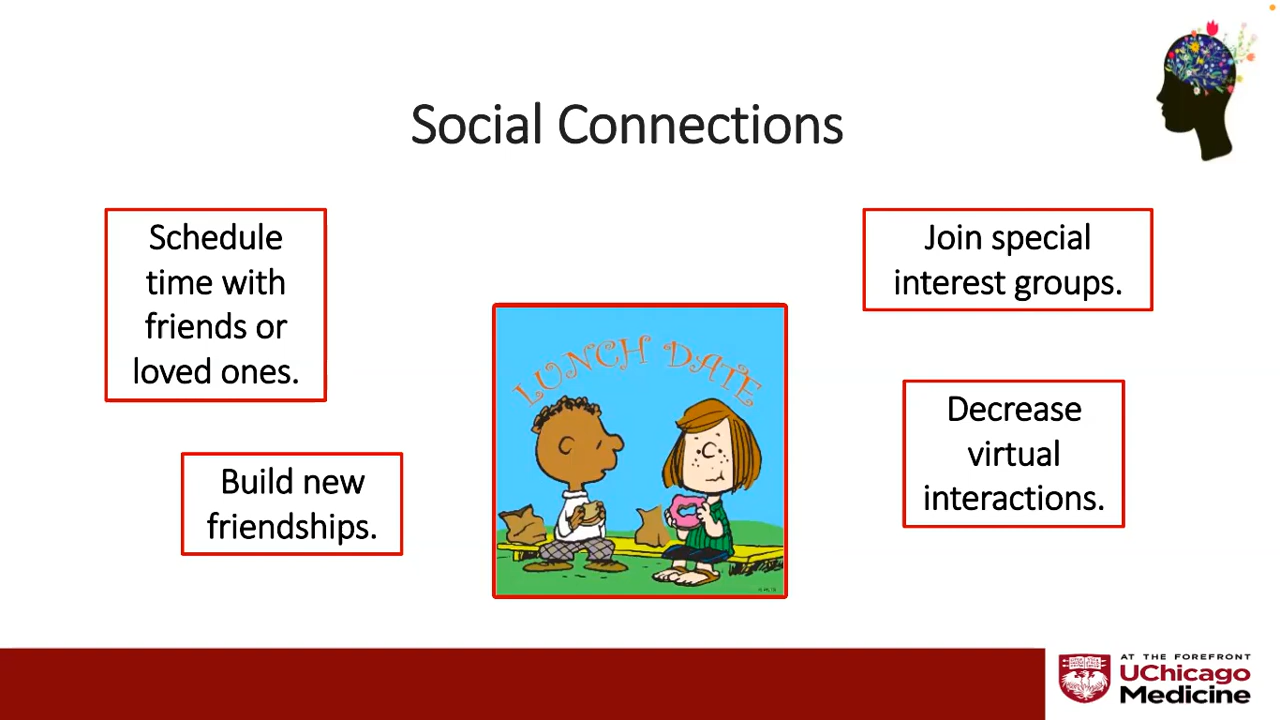 Social Connections
Schedule
time with
friends or
loved ones.
Build new
friendships.
LUNCH DATE
Join special
interest groups.
Decrease
virtual
interactions.
AT THE FOREFRONT
UChicago
Medicine